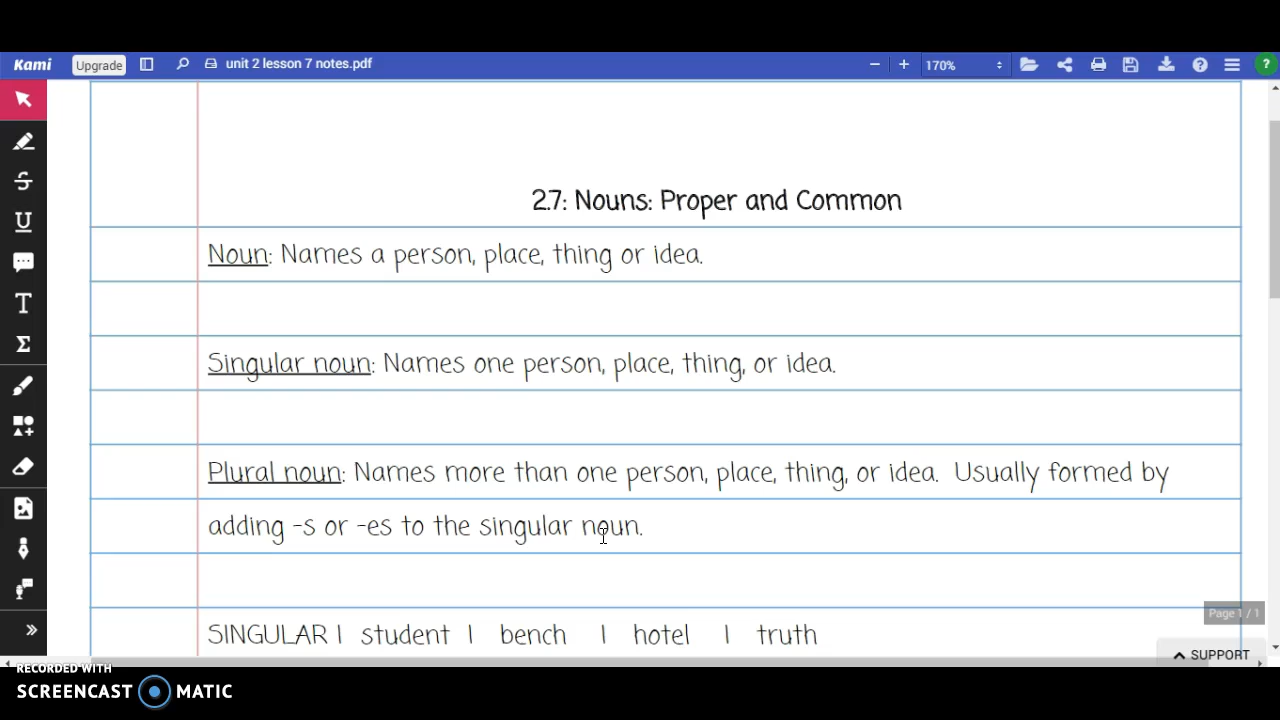 Kami Upgrade unit 2 lesson 7 notes.pdf 170% ?
2.7: Nouns: Proper and Common
Noun: Names a person, place, thing or idea.
Singular noun: Names one person, place, thing, or idea.
Plural noun: Names more than one person, place, thing, or idea. Usually formed by
adding -s or -es to the singular noun.
Page 1 / 1
SINGULAR | student | bench | hotel | truth
SUPPORT
RECORDED WITH
SCREENCAST MATIC